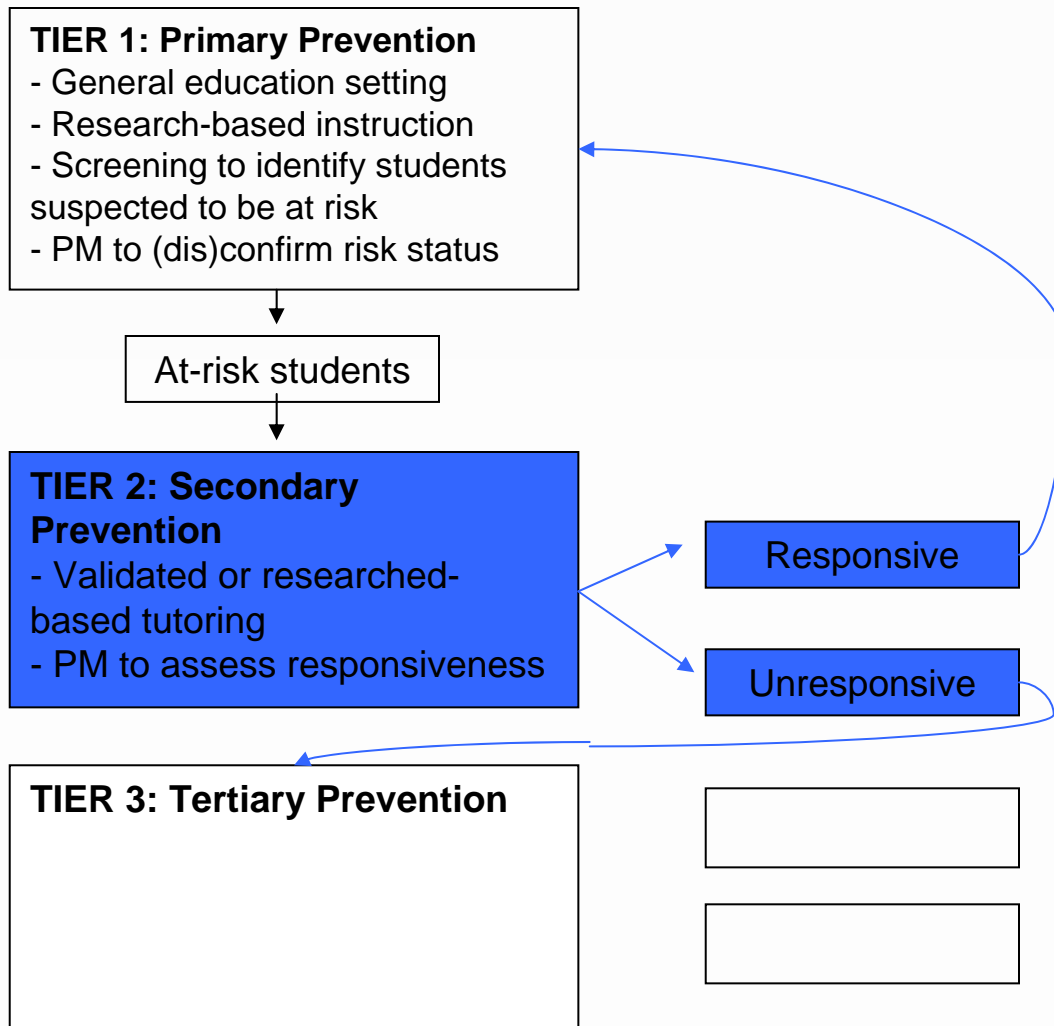 TIER 1: Primary Prevention
- General education setting
- Research-based instruction
- Screening to identify students
suspected to be at risk
- PM to (dis)confirm risk status
At-risk students
TIER 2: Secondary
Prevention
- Validated or researched-
based tutoring
- PM to assess responsiveness
Responsive
Unresponsive
TIER 3: Tertiary Prevention